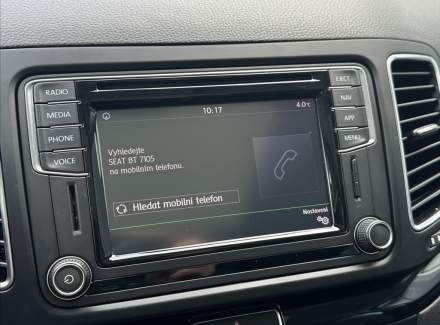 RADIO
MEDIA
PHONE
VOICE
10:17
4.0°C
Vyhledejte
SEAT BT 7105
na mobilním telefonu.
Hledat mobilní telefon
Nastavení
EJECT
NAV
APP
MENU